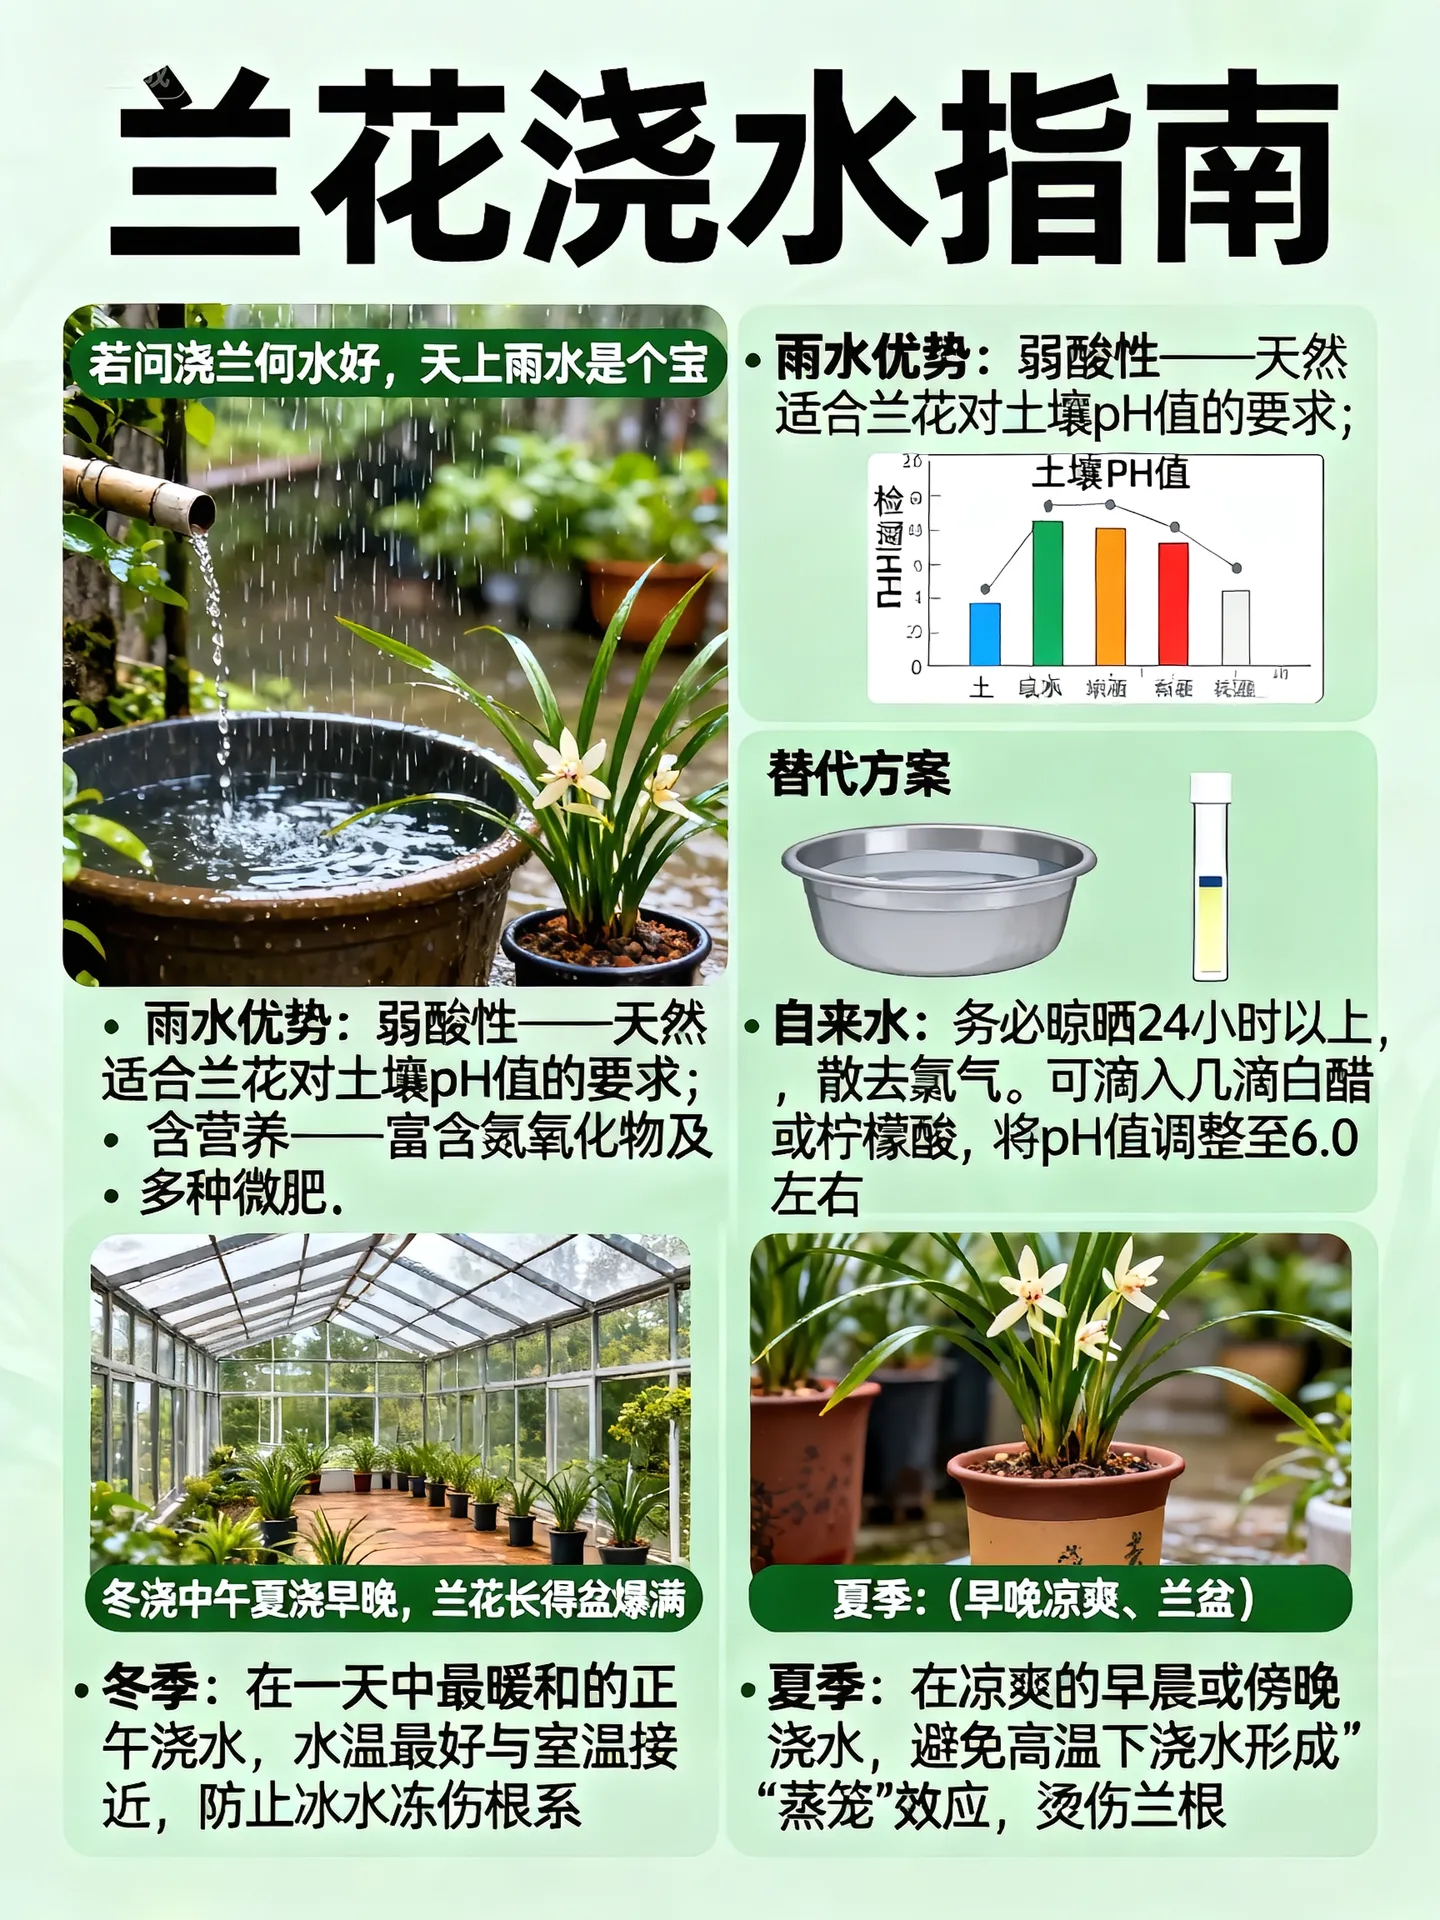 兰花浇水指南
若问浇兰何水好，天上雨水是个宝
• 雨水优势：弱酸性——天然
适合兰花对土壤pH值的要求；
• 含营养——富含氮氧化物及
• 多种微肥.
• 雨水优势：弱酸性——天然
适合兰花对土壤pH值的要求；
土壤PH值
检
20
0
0
土
替代方案
• 自来水：务必晾晒24小时以上，
，散去氯气。可滴入几滴白醋
或柠檬酸，将pH值调整至6.0
左右
冬浇中午夏浇早晚，兰花长得盆爆满
• 冬季：在一天中最暖和的正
午浇水，水温最好与室温接
近，防止冰水冻伤根系
夏季：(早晚凉爽、兰盆)
• 夏季：在凉爽的早晨或傍晚
浇水，避免高温下浇水形成”
“蒸笼”效应，烫伤兰根